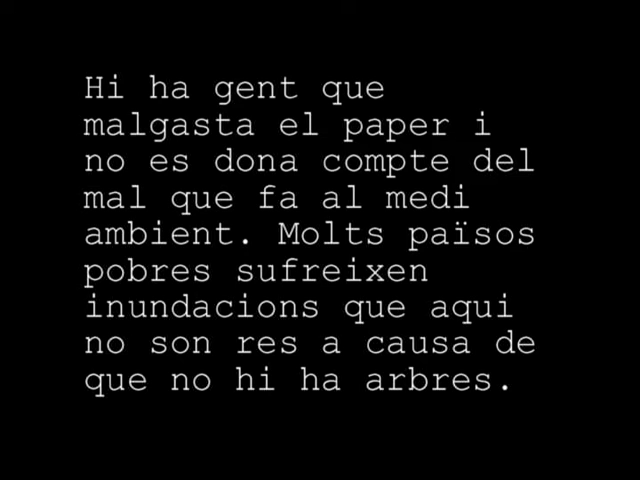 Hi ha gent que
malgasta el paper i
no es dona compte del
mal que fa al medi
ambient. Molts països
pobres sufreixen
inundacions que aqui
no son res a causa de
que no hi ha arbres.